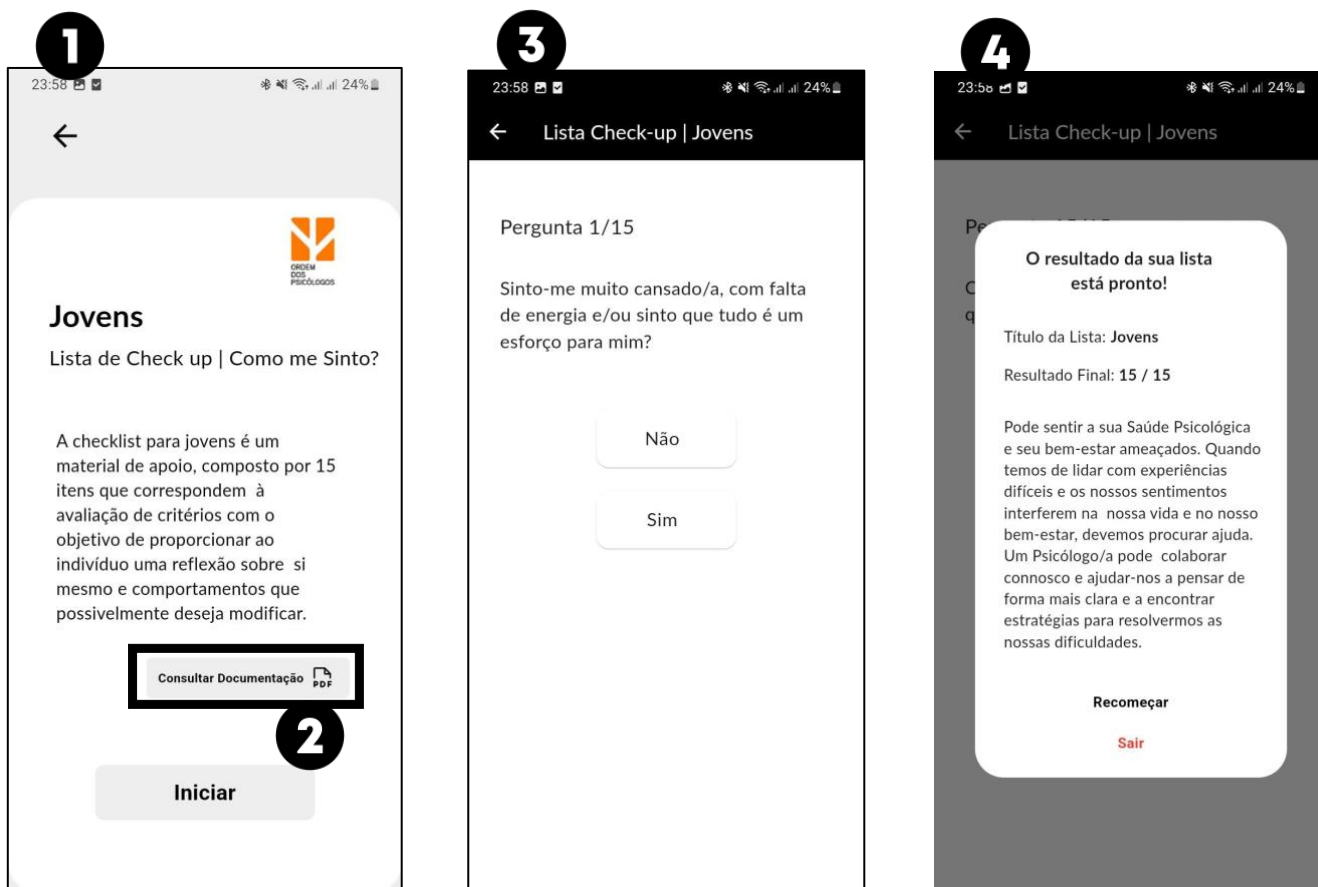 1
23:58
24%
ORDEM
DOS
PSICÓLOGOS
Jovens
Lista de Check up | Como me Sinto?
A checklist para jovens é um
material de apoio, composto por 15
itens que correspondem à
avaliação de critérios com o
objetivo de proporcionar ao
indivíduo uma reflexão sobre si
mesmo e comportamentos que
possivelmente deseja modificar.
Consultar Documentação PDF
2
Iniciar
3
23:58
24%
Lista Check-up | Jovens
Pergunta 1/15
Sinto-me muito cansado/a, com falta
de energia e/ou sinto que tudo é um
esforço para mim?
Não
Sim
4
23:58
24%
Lista Check-up | Jovens
O resultado da sua lista
está pronto!
Título da Lista: Jovens
Resultado Final: 15 / 15
Pode sentir a sua Saúde Psicológica
e seu bem-estar ameaçados. Quando
temos de lidar com experiências
difíceis e os nossos sentimentos
interferem na nossa vida e no nosso
bem-estar, devemos procurar ajuda.
Um Psicólogo/a pode colaborar
connosco e ajudar-nos a pensar de
forma mais clara e a encontrar
estratégias para resolvermos as
nossas dificuldades.
Recomeçar
Sair